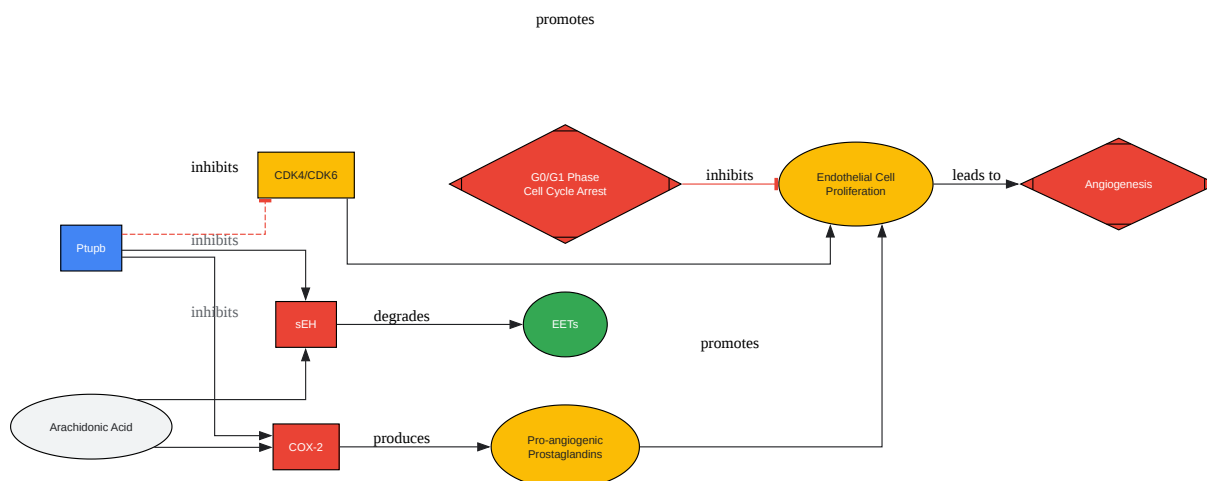 promotes
inhibits
CDK4/CDK6
G0/G1 Phase
Cell Cycle Arrest
inhibits
Endothelial Cell
Proliferation
leads to
Angiogenesis
Ptupb
inhibits
inhibits
sEH
degrades
EETs
promotes
Arachidonic Acid
COX-2
produces
Pro-angiogenic
Prostaglandins